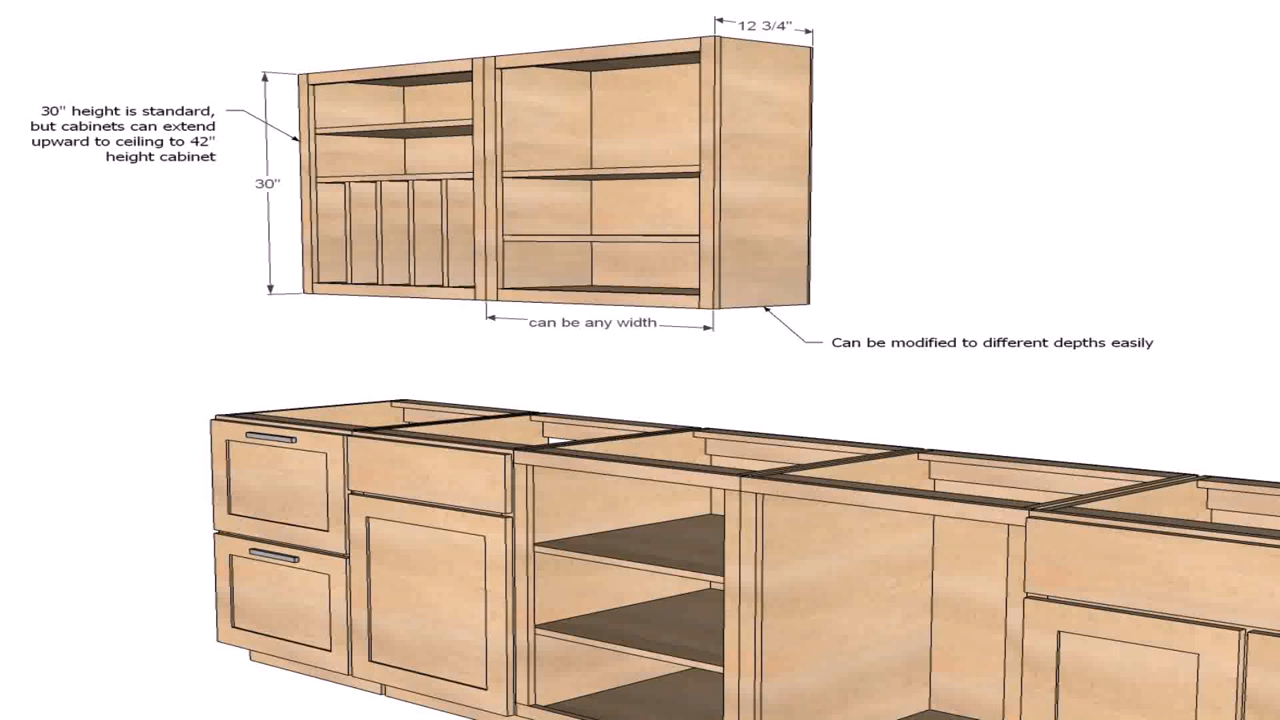 12 3/4"
30" height is standard,
but cabinets can extend
upward to ceiling to 42"
height cabinet
30"
can be any width
Can be modified to different depths easily